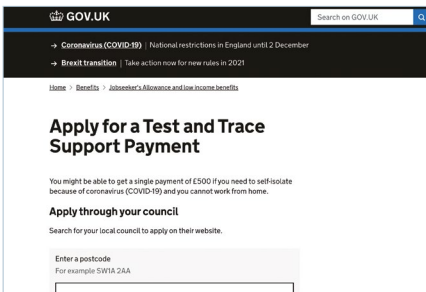 GOV.UK
Search on GOV.UK
→ Coronavirus (COVID-19) | National restrictions in England until 2 December
→ Brexit transition | Take action now for new rules in 2021
Home > Benefits > Jobseeker's Allowance and low income benefits
Apply for a Test and Trace
Support Payment
You might be able to get a single payment of £500 if you need to self-isolate
because of coronavirus (COVID-19) and you cannot work from home.
Apply through your council
Search for your local council to apply on their website.
Enter a postcode
For example SW1A 2AA